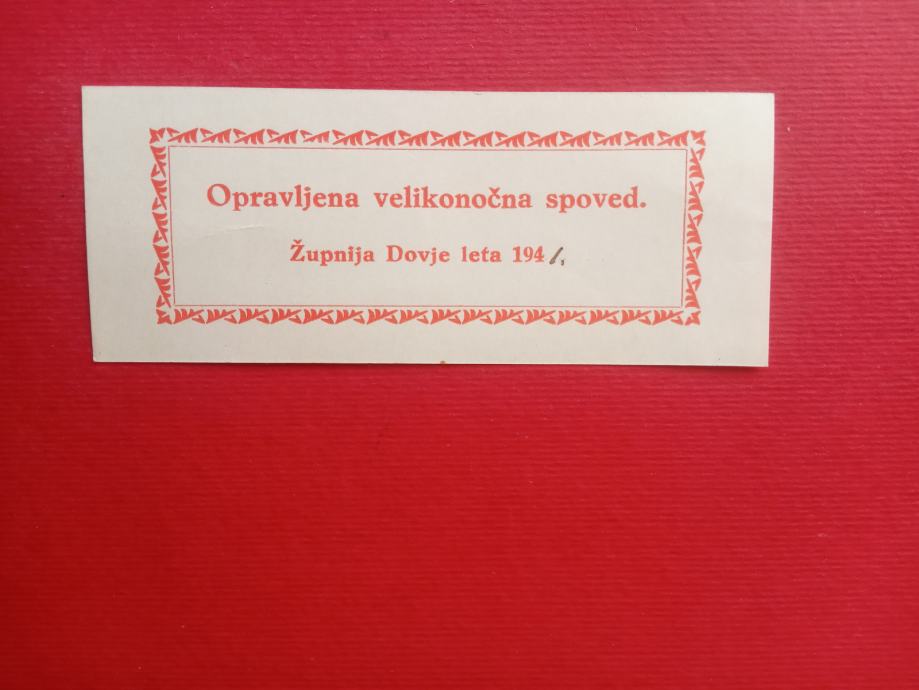 Opravljena velikonočna spoved.
Župnija Dovje leta 1941.